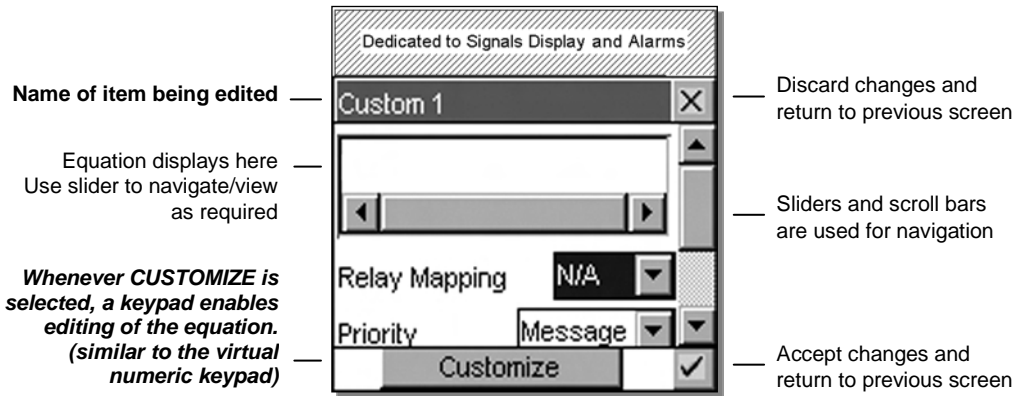 Dedicated to Signals Display and Alarms
Name of item being edited
Custom 1
Discard changes and
return to previous screen
Equation displays here
Use slider to navigate/view
as required
Sliders and scroll bars
are used for navigation
Whenever CUSTOMIZE is
selected, a keypad enables
editing of the equation.
(similar to the virtual
numeric keypad)
Relay Mapping N/A
Priority Message
Customize
Accept changes and
return to previous screen